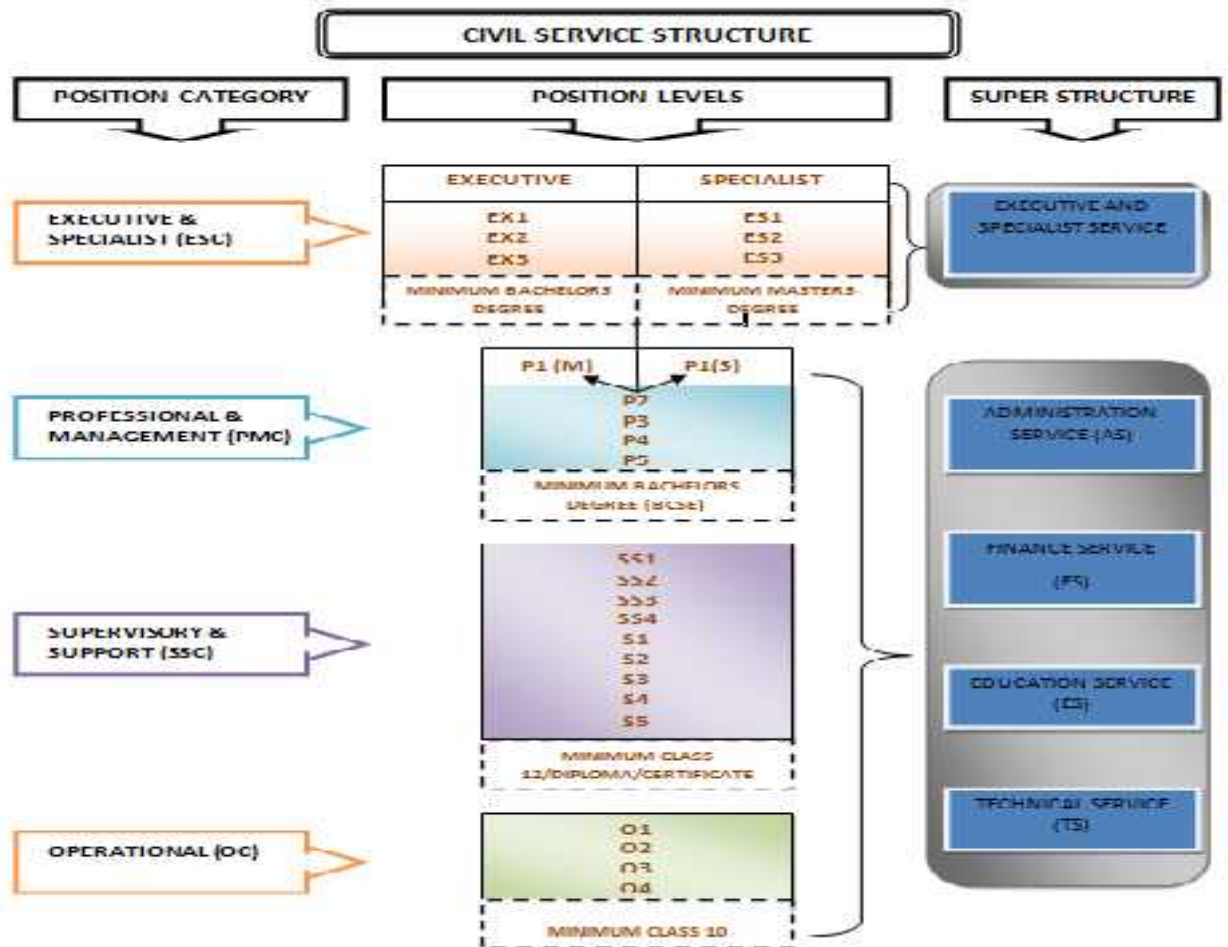 CIVIL SERVICE STRUCTURE
POSITION CATEGORY
POSITION LEVELS
SUPER STRUCTURE
EXECUTIVE &
SPECIALIST (ESC)
EXECUTIVE
SPECIALIST
EX1
EX2
EX3
ES1
ES2
ES3
MINIMUM BACHELORS
DEGREE
MINIMUM MASTERS
DEGREE
EXECUTIVE AND
SPECIALIST SERVICE
PROFESSIONAL &
MANAGEMENT (PMC)
P1 (M)
P1(S)
P2
P3
P4
P5
MINIMUM BACHELORS
DEGREE (BCSE)
SUPERVISORY &
SUPPORT (SSC)
SS1
SS2
SS3
SS4
S1
S2
S3
S4
S5
MINIMUM CLASS
12/DIPLOMA/CERTIFICATE
OPERATIONAL (OC)
O1
O2
O3
O4
MINIMUM CLASS 10
ADMINISTRATION
SERVICE (AS)
FINANCE SERVICE
(FS)
EDUCATION SERVICE
(ES)
TECHNICAL SERVICE
(TS)